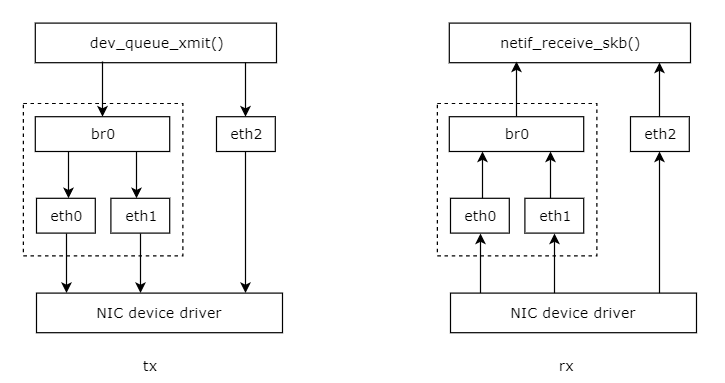 dev_queue_xmit()
br0
eth2
eth0
eth1
NIC device driver
tx
netif_receive_skb()
br0
eth2
eth0
eth1
NIC device driver
rx